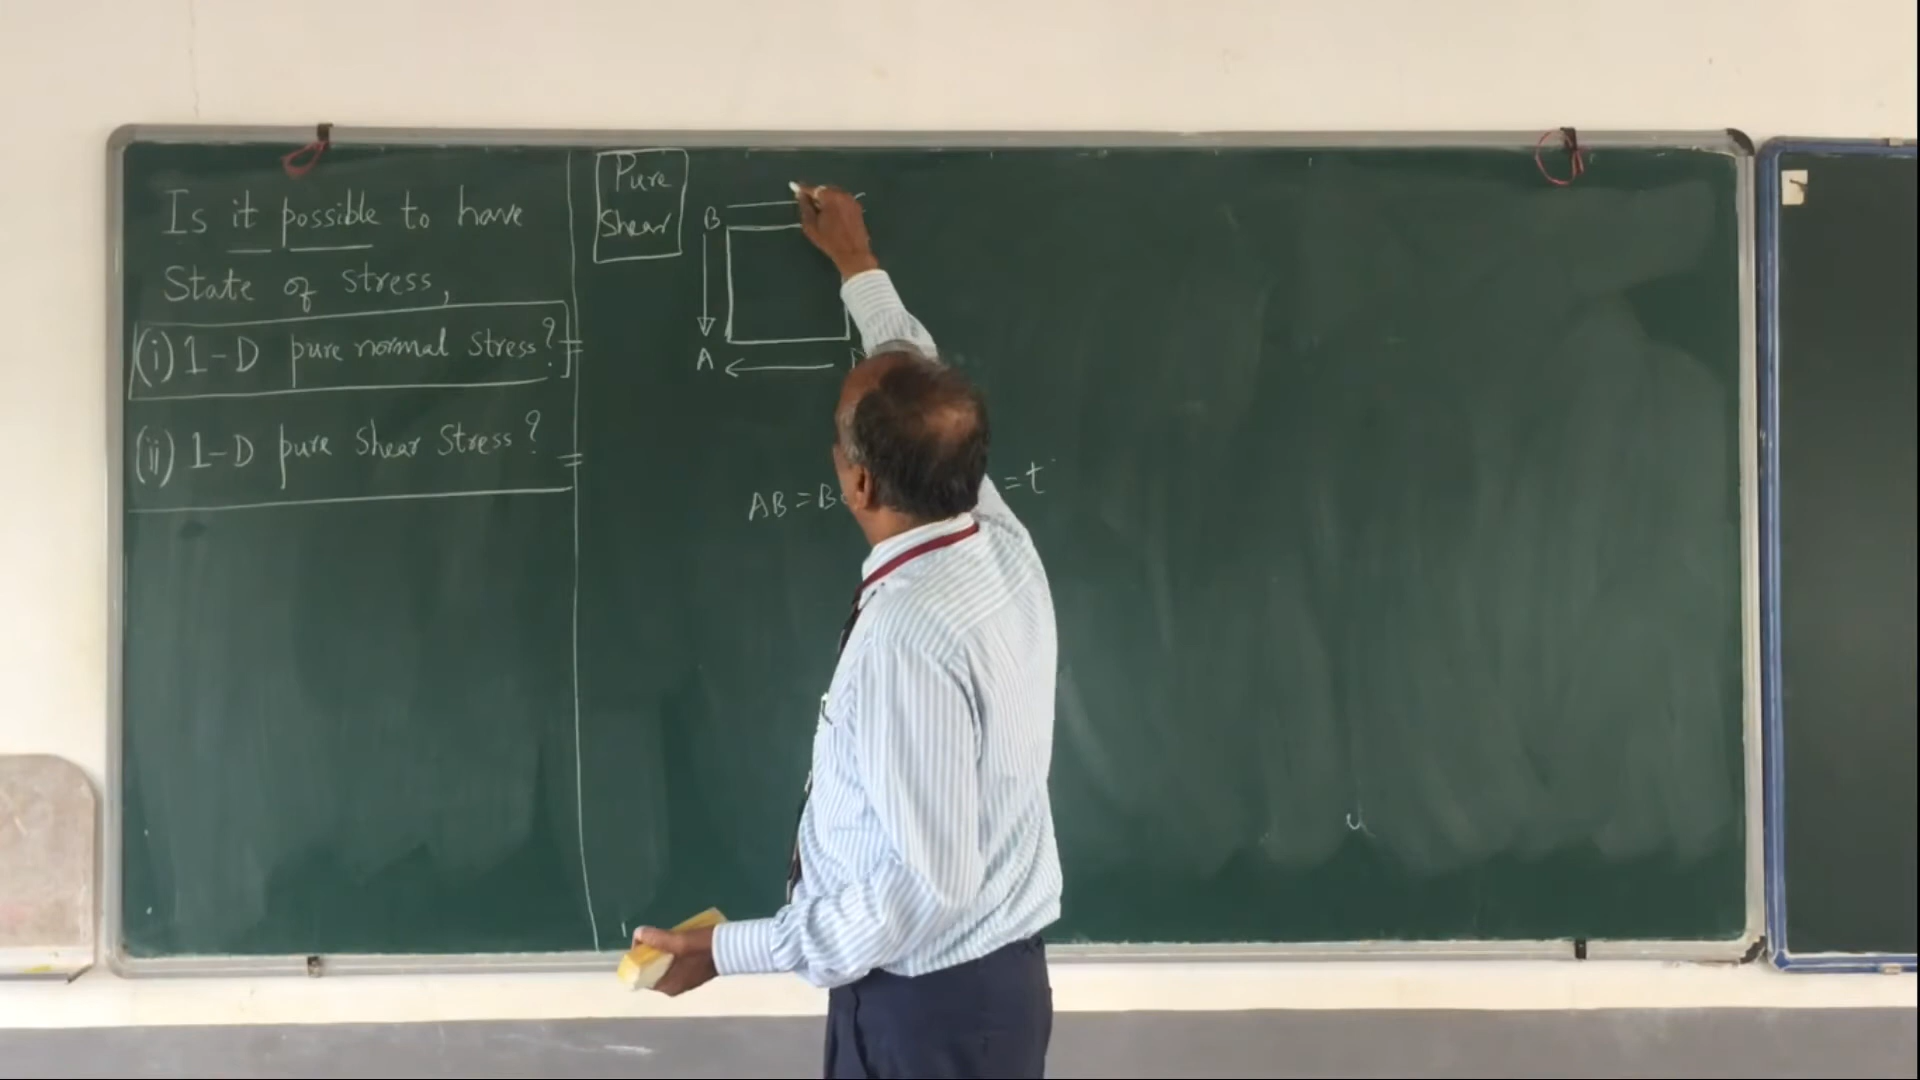 Is it possible to have
State of stress,
(i) 1-D pure normal stress?
(ii) 1-D pure shear stress?
Pure
Shear
B
A
AB = B
= t